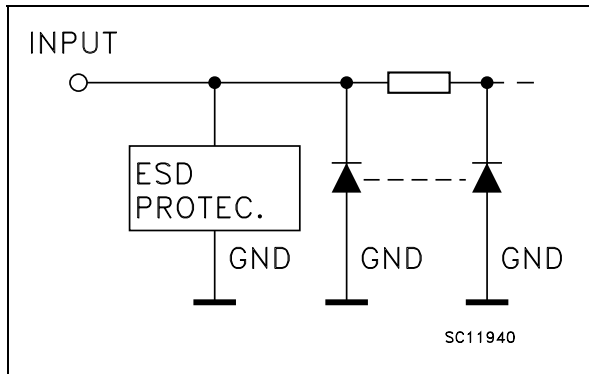 INPUT
ESD
PROTEC.
GND
GND
GND
SC11940